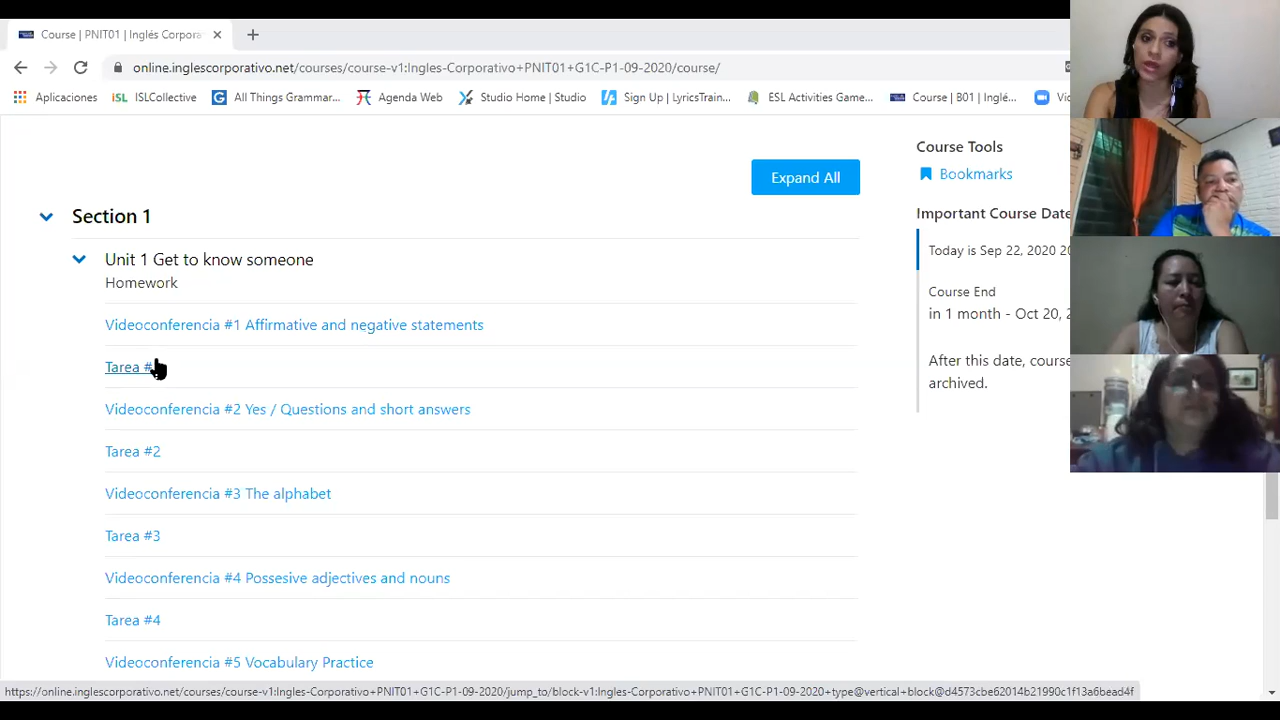 Course | PNIT01 | Inglés Corpora
online.inglescorporativo.net/courses/course-v1:Ingles-Corporativo+PNIT01+G1C-P1-09-2020/course/
Aplicaciones iSL ISLCollective All Things Grammar... Agenda Web Studio Home | Studio Sign Up | LyricsTrain... ESL Activities Game... Course | B01 | Inglé...
Expand All
Section 1
Unit 1 Get to know someone
Homework
Videoconferencia #1 Affirmative and negative statements
Tarea #
Videoconferencia #2 Yes / Questions and short answers
Tarea #2
Videoconferencia #3 The alphabet
Tarea #3
Videoconferencia #4 Possesive adjectives and nouns
Tarea #4
Videoconferencia #5 Vocabulary Practice
Course Tools
Bookmarks
Important Course Date
Today is Sep 22, 2020 20
Course End
in 1 month - Oct 20, 2
After this date, course
archived.
https://online.inglescorporativo.net/courses/course-v1:Ingles-Corporativo+PNIT01+G1C-P1-09-2020/jump_to/block-v1:Ingles-Corporativo+PNIT01+G1C-P1-09-2020+type@vertical+block@d4573cbe62014b21990c1f13a6bead4f